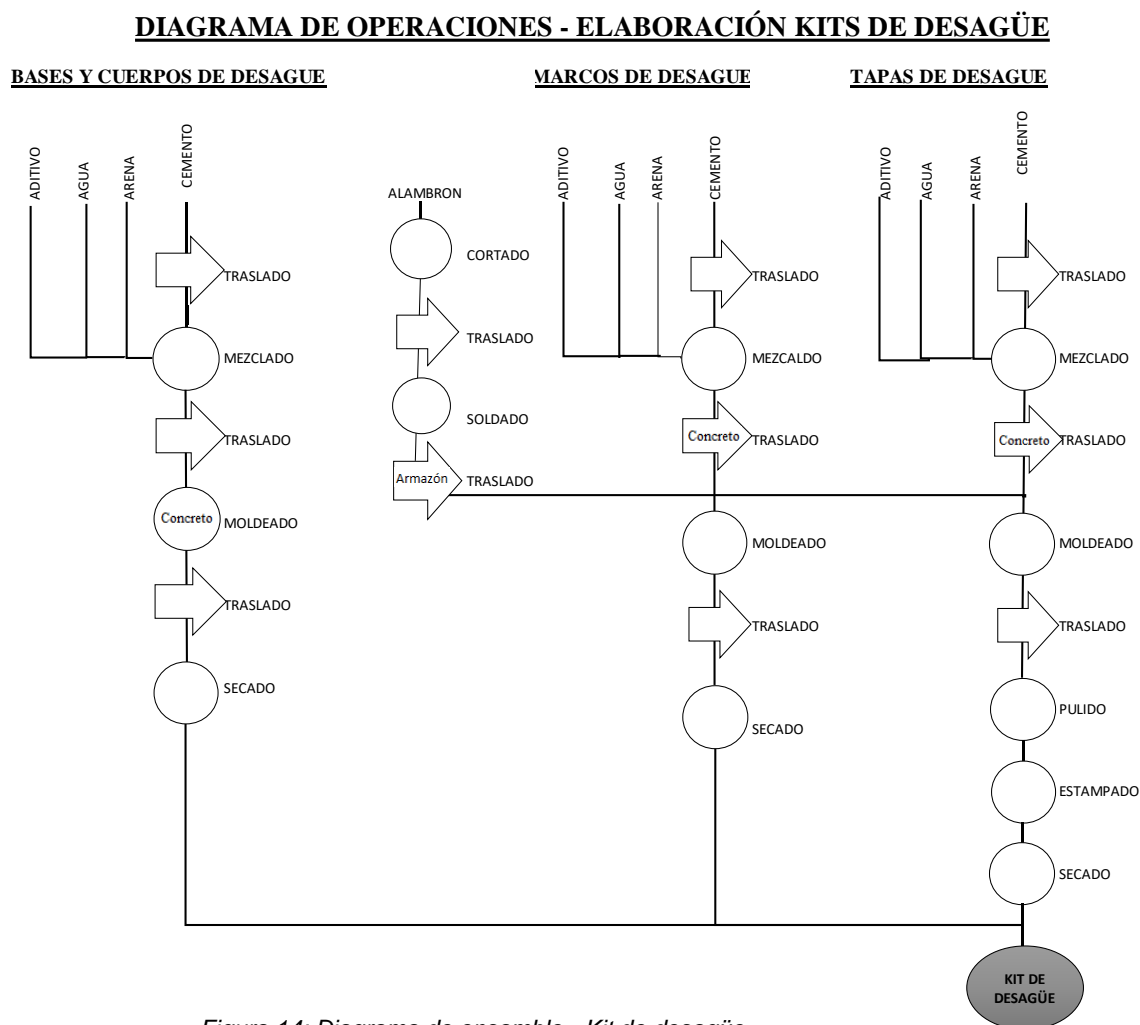 DIAGRAMA DE OPERACIONES - ELABORACIÓN KITS DE DESAGÜE
BASES Y CUERPOS DE DESAGUE
ADITIVO
AGUA
ARENA
CEMENTO
TRASLADO
MEZCLADO
TRASLADO
Concreto MOLDEADO
TRASLADO
SECADO
ALAMBRON
CORTADO
TRASLADO
SOLDADO
Armazón TRASLADO
MARCOS DE DESAGUE
ADITIVO
AGUA
ARENA
CEMENTO
TRASLADO
MEZCALDO
Concreto TRASLADO
MOLDEADO
TRASLADO
SECADO
TAPAS DE DESAGUE
ADITIVO
AGUA
ARENA
CEMENTO
TRASLADO
MEZCLADO
Concreto TRASLADO
MOLDEADO
TRASLADO
PULIDO
ESTAMPADO
SECADO
KIT DE
DESAGÜE
Figura 14: Diagrama de ensamble - Kit de desagüe